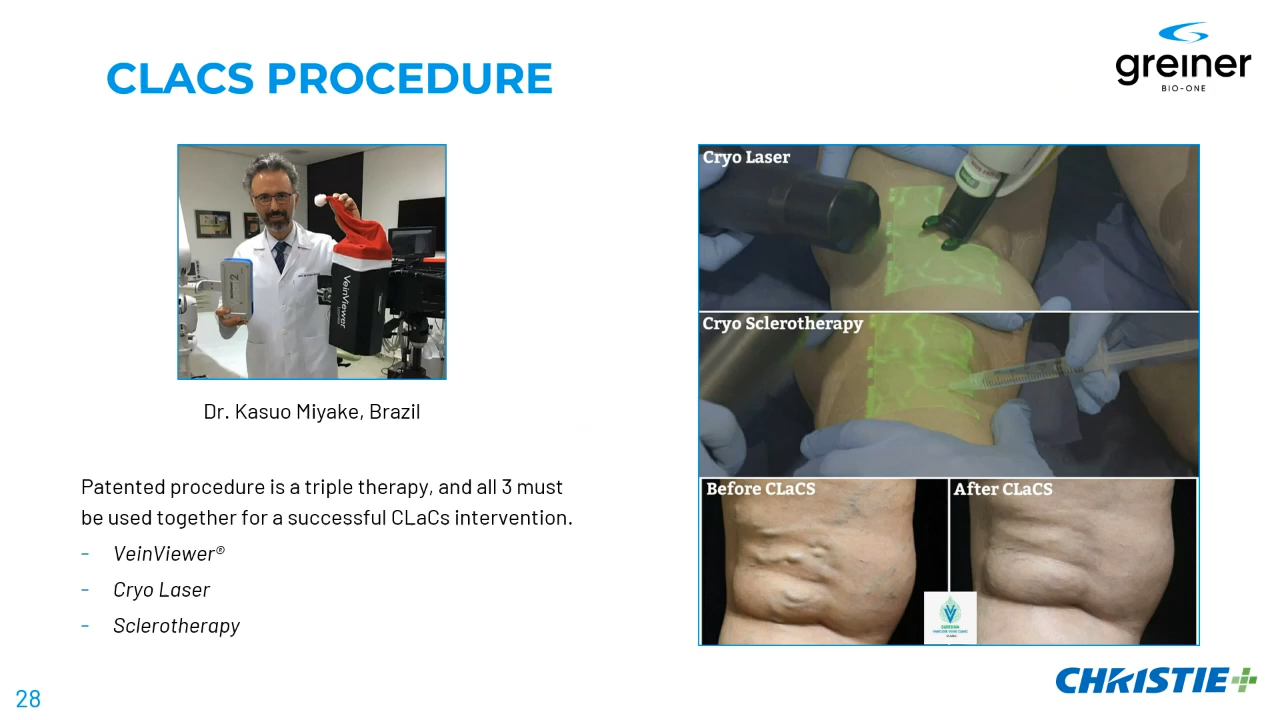 CLACS PROCEDURE
greiner
BIO-ONE
VeinViewer
Dr. Kasuo Miyake, Brazil
Patented procedure is a triple therapy, and all 3 must
be used together for a successful CLaCs intervention.
- VeinViewer®
- Cryo Laser
- Sclerotherapy
Cryo Laser
Cryo Sclerotherapy
Before CLaCS
After CLaCS
CHRISTIE
28